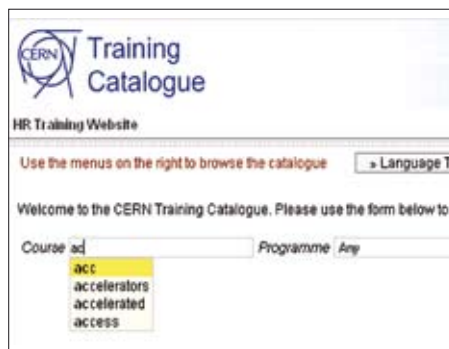 CERN
Training
Catalogue
HR Training Website
Use the menus on the right to browse the catalogue » Language T
Welcome to the CERN Training Catalogue. Please use the form below to
Course ac Programme Any
acc
accelerators
accelerated
access